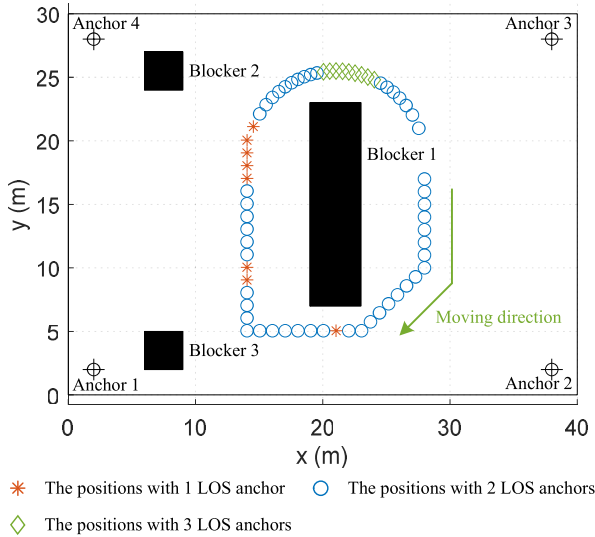 30
Anchor 4
Anchor 3
Blocker 2
25
20
Blocker 1
y (m)
15
10
Moving direction
5
Blocker 3
Anchor 1
Anchor 2
0
0 10 20 30 40
x (m)
The positions with 1 LOS anchor
The positions with 2 LOS anchors
The positions with 3 LOS anchors